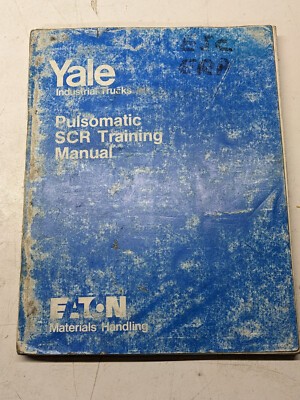 Yale
Industrial Trucks
Pulsomatic
SCR Training
Manual
EATON
Materials Handling